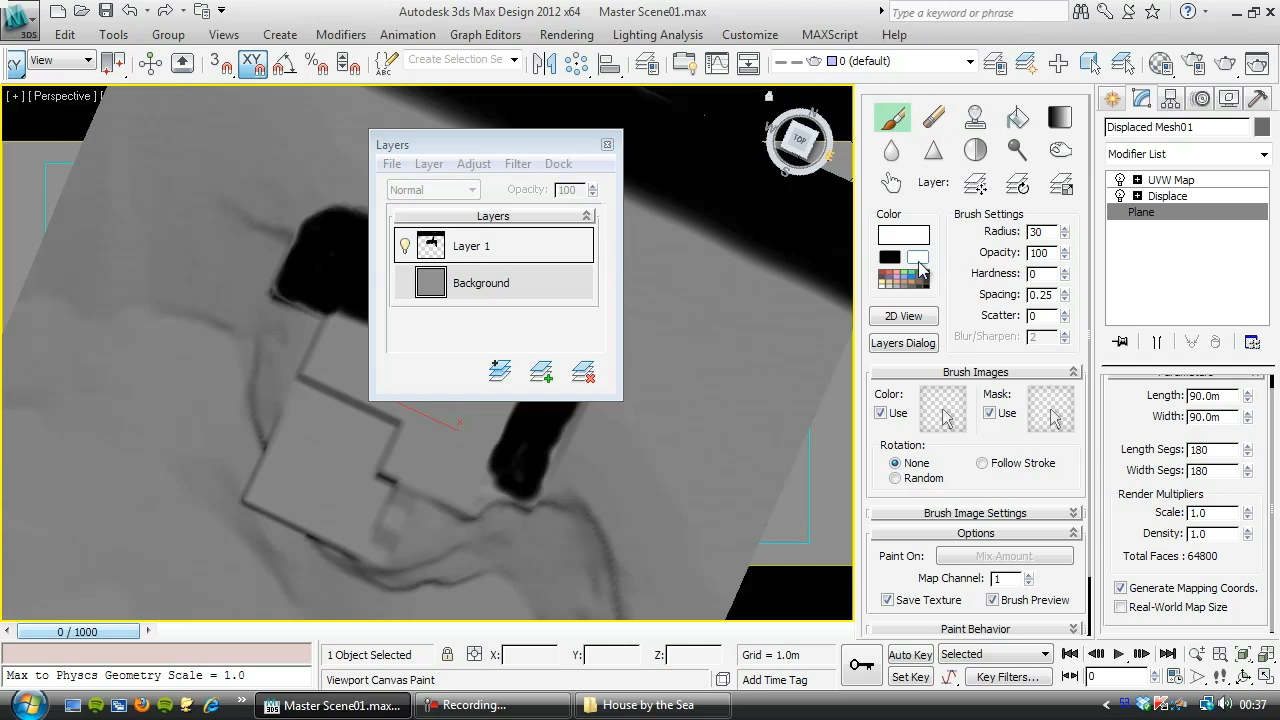 3DS
Autodesk 3ds Max Design 2012 x64 Master Scene01.max
Type a keyword or phrase
Edit Tools Group Views Create Modifiers Animation Graph Editors Rendering Lighting Analysis Customize MAXScript Help
View 3 XY % ABC Create Selection Se 0 (default)
[ + ] [ Perspective ] [
N
W
TOP
S
Layers
File Layer Adjust Filter Dock
Normal Opacity: 100
Layers
Layer 1
Background
x
Layer:
Color Brush Settings
Radius: 30
Opacity: 100
Hardness: 0
Spacing: 0.25
Scatter: 0
Blur/Sharpen: 2
2D View
Layers Dialog
Brush Images
Color: Mask:
Use Use
Rotation:
None Follow Stroke
Random
Brush Image Settings
Options
Paint On: Mix Amount
Map Channel: 1
Save Texture Brush Preview
Paint Behavior
Displaced Mesh01
Modifier List
UVW Map
Displace
Plane
Parameters
Length: 90.0m
Width: 90.0m
Length Segs: 180
Width Segs: 180
Render Multipliers
Scale: 1.0
Density: 1.0
Total Faces : 64800
Generate Mapping Coords.
Real-World Map Size
0 / 1000
1 Object Selected X: Y: Z: Grid = 1.0m Auto Key Selected
Max to Physcs Geometry Scale = 1.0 Viewport Canvas Paint Add Time Tag Set Key Key Filters... 0
Master Scene01.max... Recording... House by the Sea 00:37